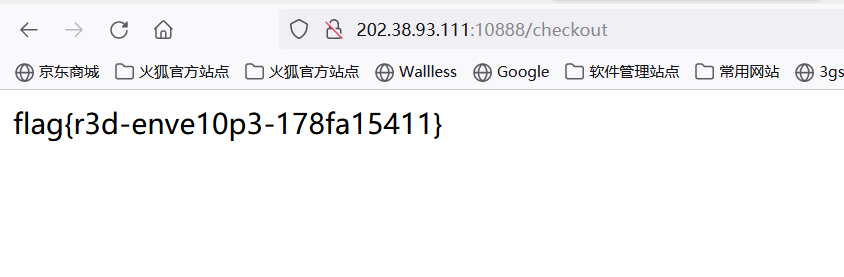 202.38.93.111:10888/checkout
京东商城 火狐官方站点 火狐官方站点 Wallless Google 软件管理站点 常用网站 3gs
flag{r3d-enve10p3-178fa15411}